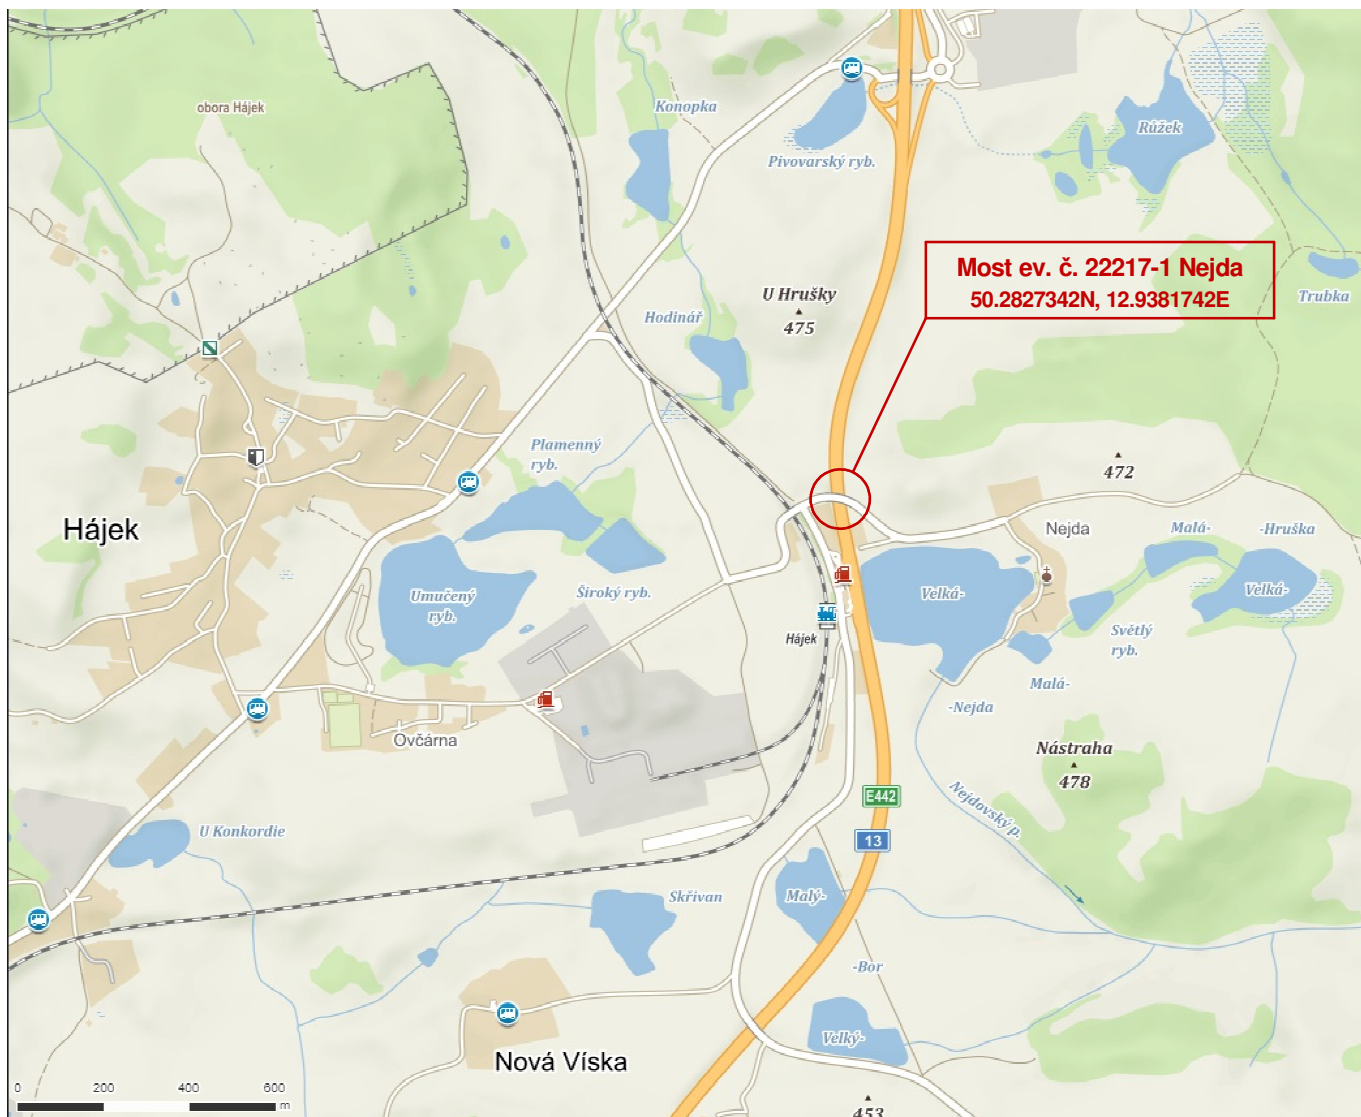 obora Hájek
Konopka
Pivovarský ryb.
Růžek
Most ev. č. 22217-1 Nejda
50.2827342N, 12.9381742E
U Hrušky
475
Hodinář
Trubka
Plamenný
ryb.
472
Hájek
Nejda
Malá-
-Hruška
Umučený
ryb.
Široký ryb.
Velká-
Velká-
Hájek
Světlý
ryb.
Malá-
-Nejda
Ovčárna
Nástraha
478
E442
Nejdovský p.
13
U Konkordie
Skřivan
Malý-
-Bor
Velký-
Nová Víska
0 200 400 600
m
453